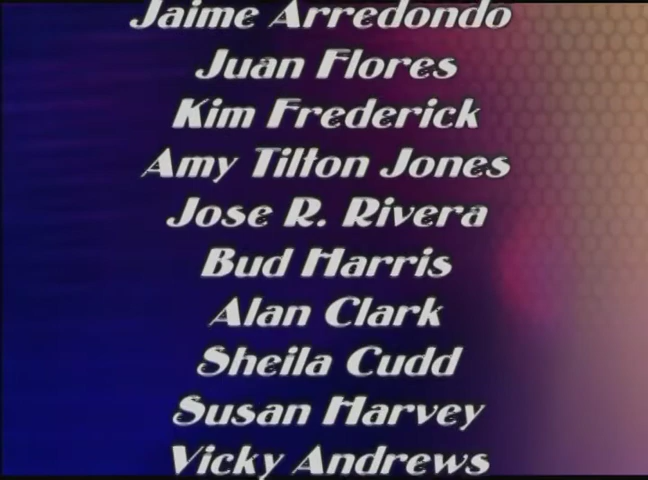 Jaime Arredondo
Juan Flores
Kim Frederick
Amy Tilton Jones
Jose R. Rivera
Bud Harris
Alan Clark
Sheila Cudd
Susan Harvey
Vicky Andrews